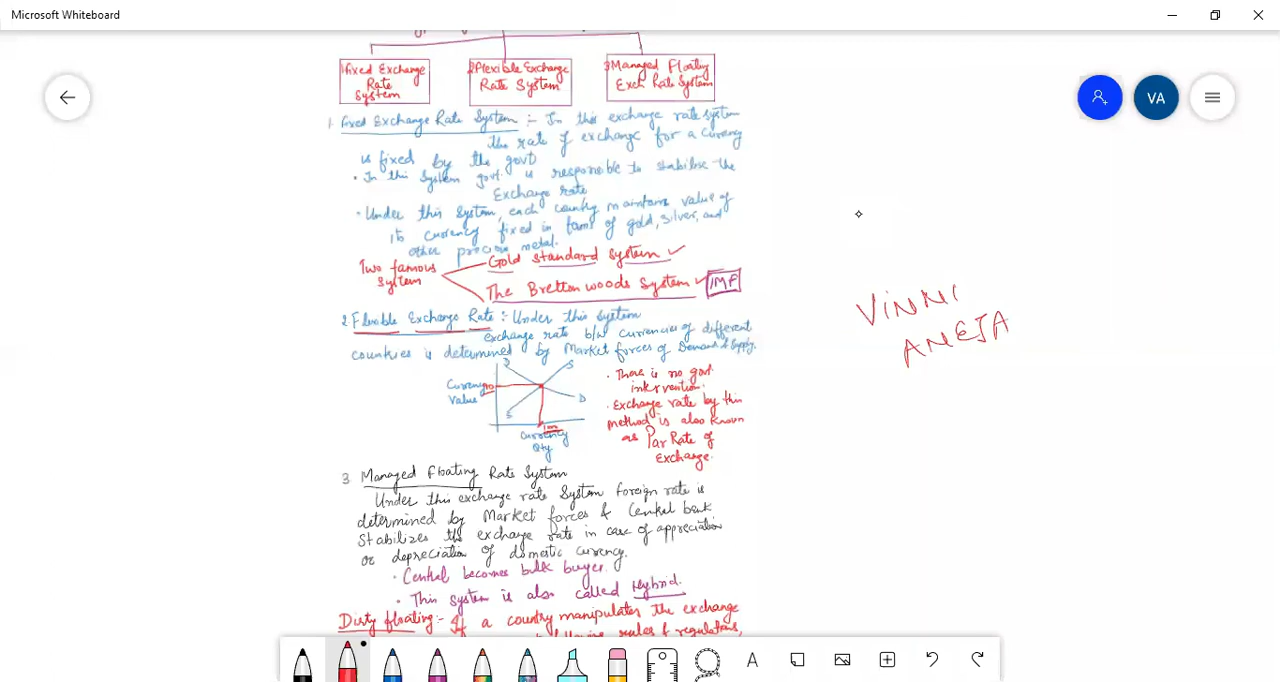 Microsoft Whiteboard
1 Fixed Exchange
Rate
System
2 Flexible Exchange
Rate System
3 Managed Floating
Exch Rate System
VA
1 Fixed Exchange Rate System :- In this exchange rate system
the rate of exchange for a currency
is fixed by the govt
• In this system govt. is responsible to stabilise the
Exchange rate
• Under this system, each country maintains value of
its currency fixed in terms of gold, silver, and
other precious metal.
Two famous
System
Gold Standard System ✓
The Bretton woods System ✓ IMF
2 Flexible Exchange Rate :- Under this System
exchange rate b/w currencies of different
countries is determined by Market forces of Demand & Supply.
Currency
Value
D
S
S
D
Currency
Qty
• There is no govt
intervention.
• Exchange rate by this
method is also known
as Par Rate of
Exchange.
VINNI
ANEJA
3 Managed Floating Rate System
Under this exchange rate System foreign rate is
determined by Market forces & Central bank
Stabilizes the exchange rate in case of appreciation
or depreciation of domestic currency.
• Central becomes bulk buyer.
• This system is also called Hybrid.
Dirty floating :- If a country manipulates the exchange
rules & regulations,
A